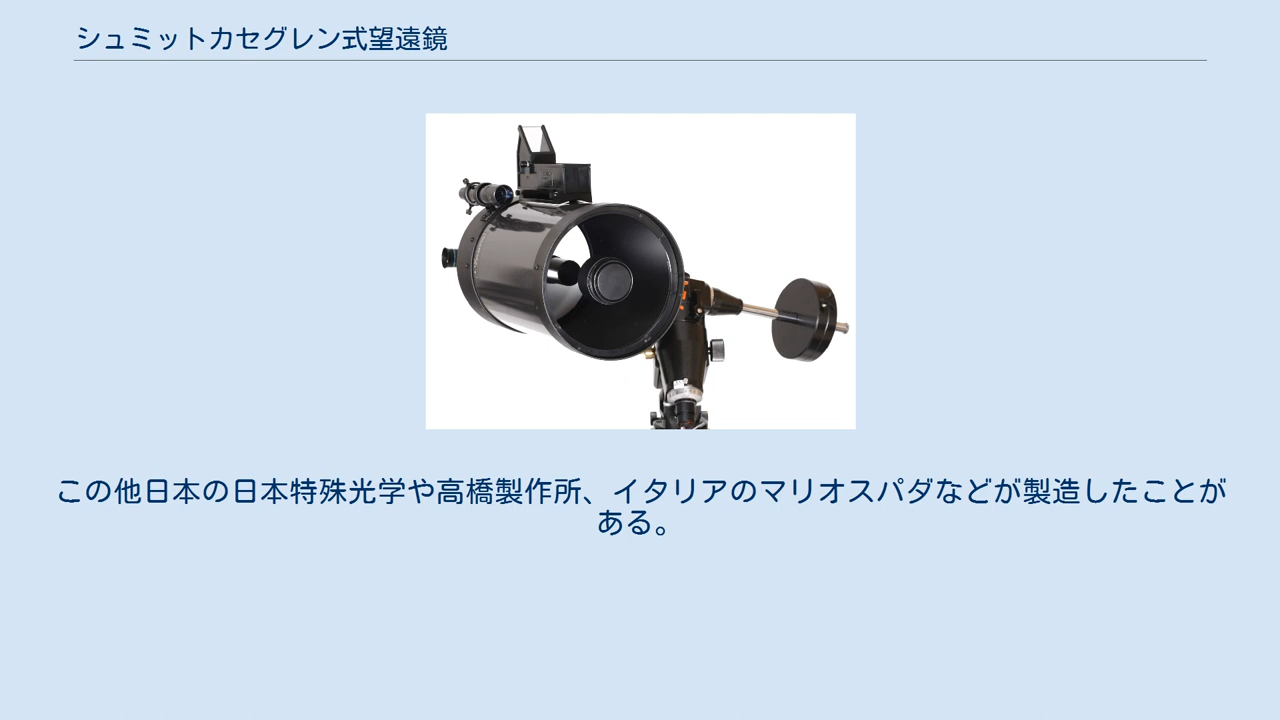 シュミットカセグレン式望遠鏡
この他日本の日本特殊光学や高橋製作所、イタリアのマリオスパダなどが製造したことが
ある。